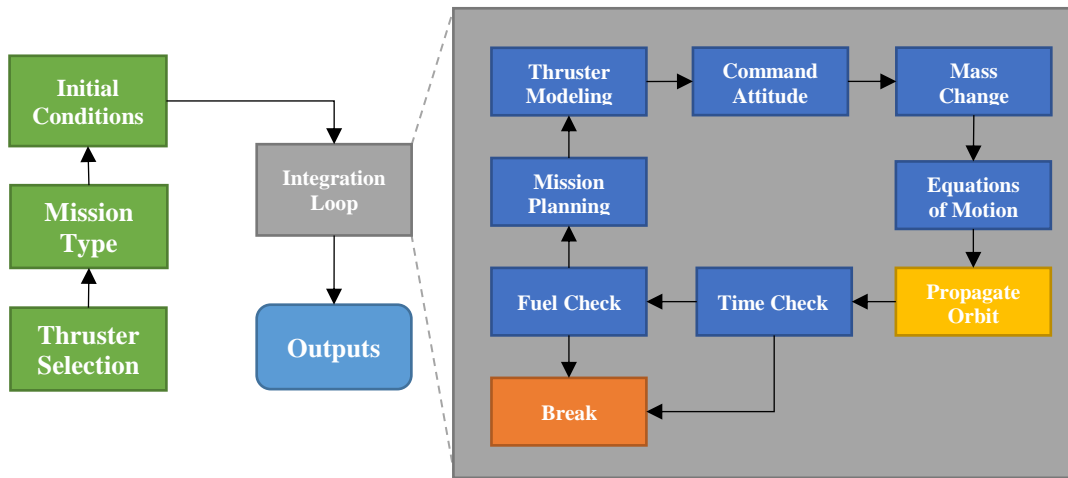 Initial
Conditions
Mission
Type
Thruster
Selection
Integration
Loop
Outputs
Thruster
Modeling
Command
Attitude
Mass
Change
Mission
Planning
Equations
of Motion
Fuel Check
Time Check
Propagate
Orbit
Break